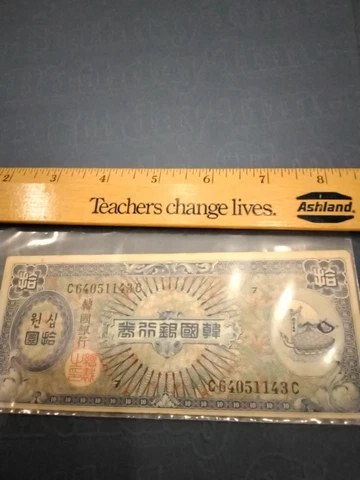 2 3 4 5 6 7 8
Teachers change lives.
Ashland.
拾 拾
C64051143C 7
십원
拾圓
韓國銀行
韓國銀行券
7 C64051143C